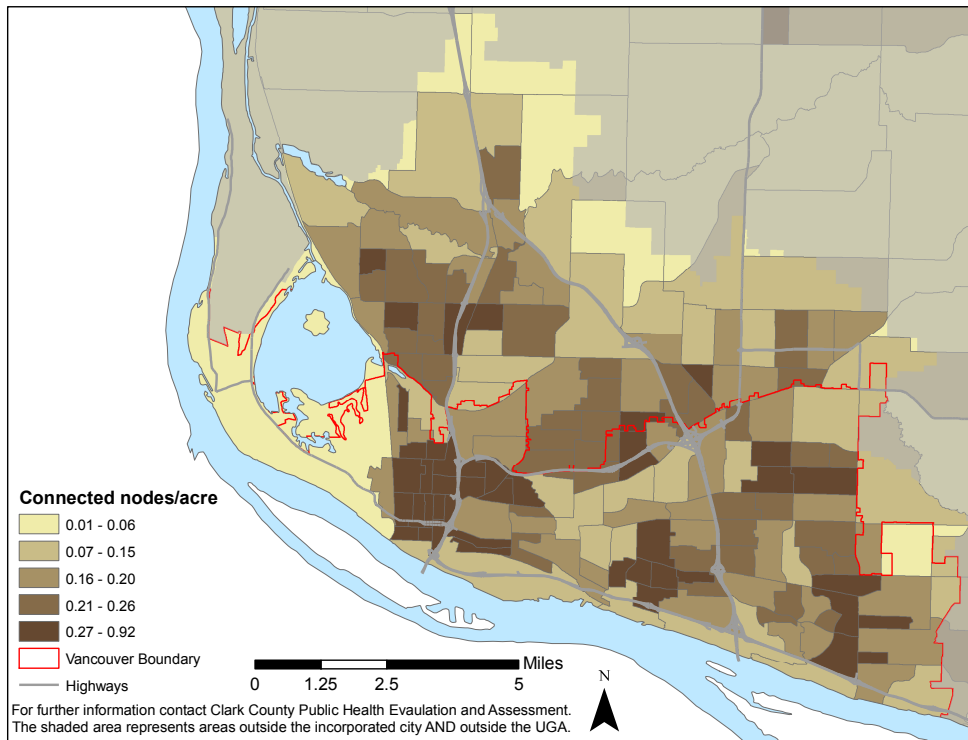 Connected nodes/acre
0.01 - 0.06
0.07 - 0.15
0.16 - 0.20
0.21 - 0.26
0.27 - 0.92
Vancouver Boundary
Highways
Miles
0 1.25 2.5 5
N
For further information contact Clark County Public Health Evaulation and Assessment.
The shaded area represents areas outside the incorporated city AND outside the UGA.